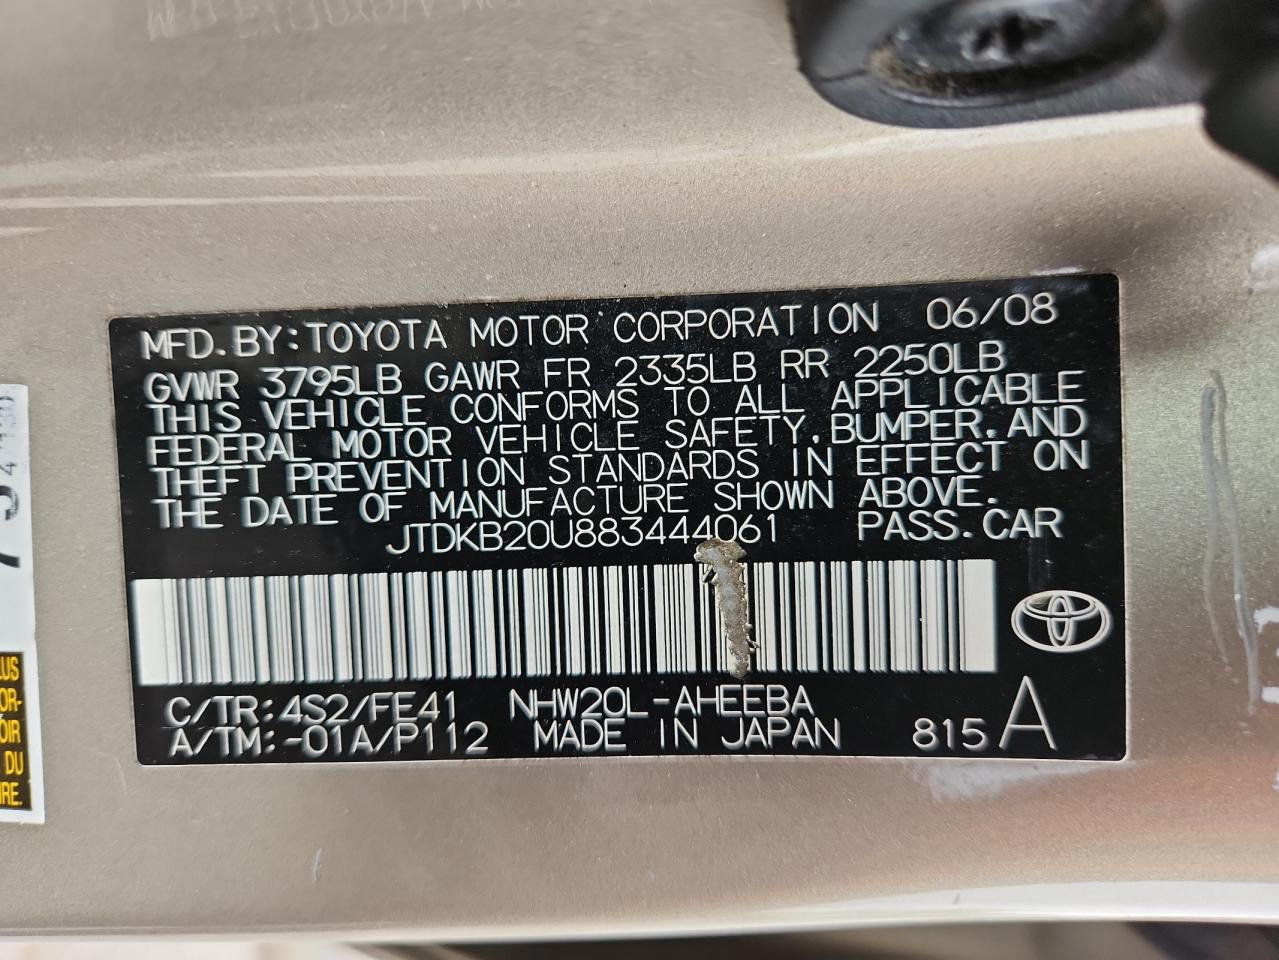 MFD.BY:TOYOTA MOTOR CORPORATION 06/08
GVWR 3795LB GAWR FR 2335LB RR 2250LB
THIS VEHICLE CONFORMS TO ALL APPLICABLE
FEDERAL MOTOR VEHICLE SAFETY,BUMPER,AND
THEFT PREVENTION STANDARDS IN EFFECT ON
THE DATE OF MANUFACTURE SHOWN ABOVE.
JTDKB20U883444061 PASS.CAR
C/TR:4S2/FE41 NHW20L-AHEEBA
A/TM:-01A/P112 MADE IN JAPAN 815 A
DU